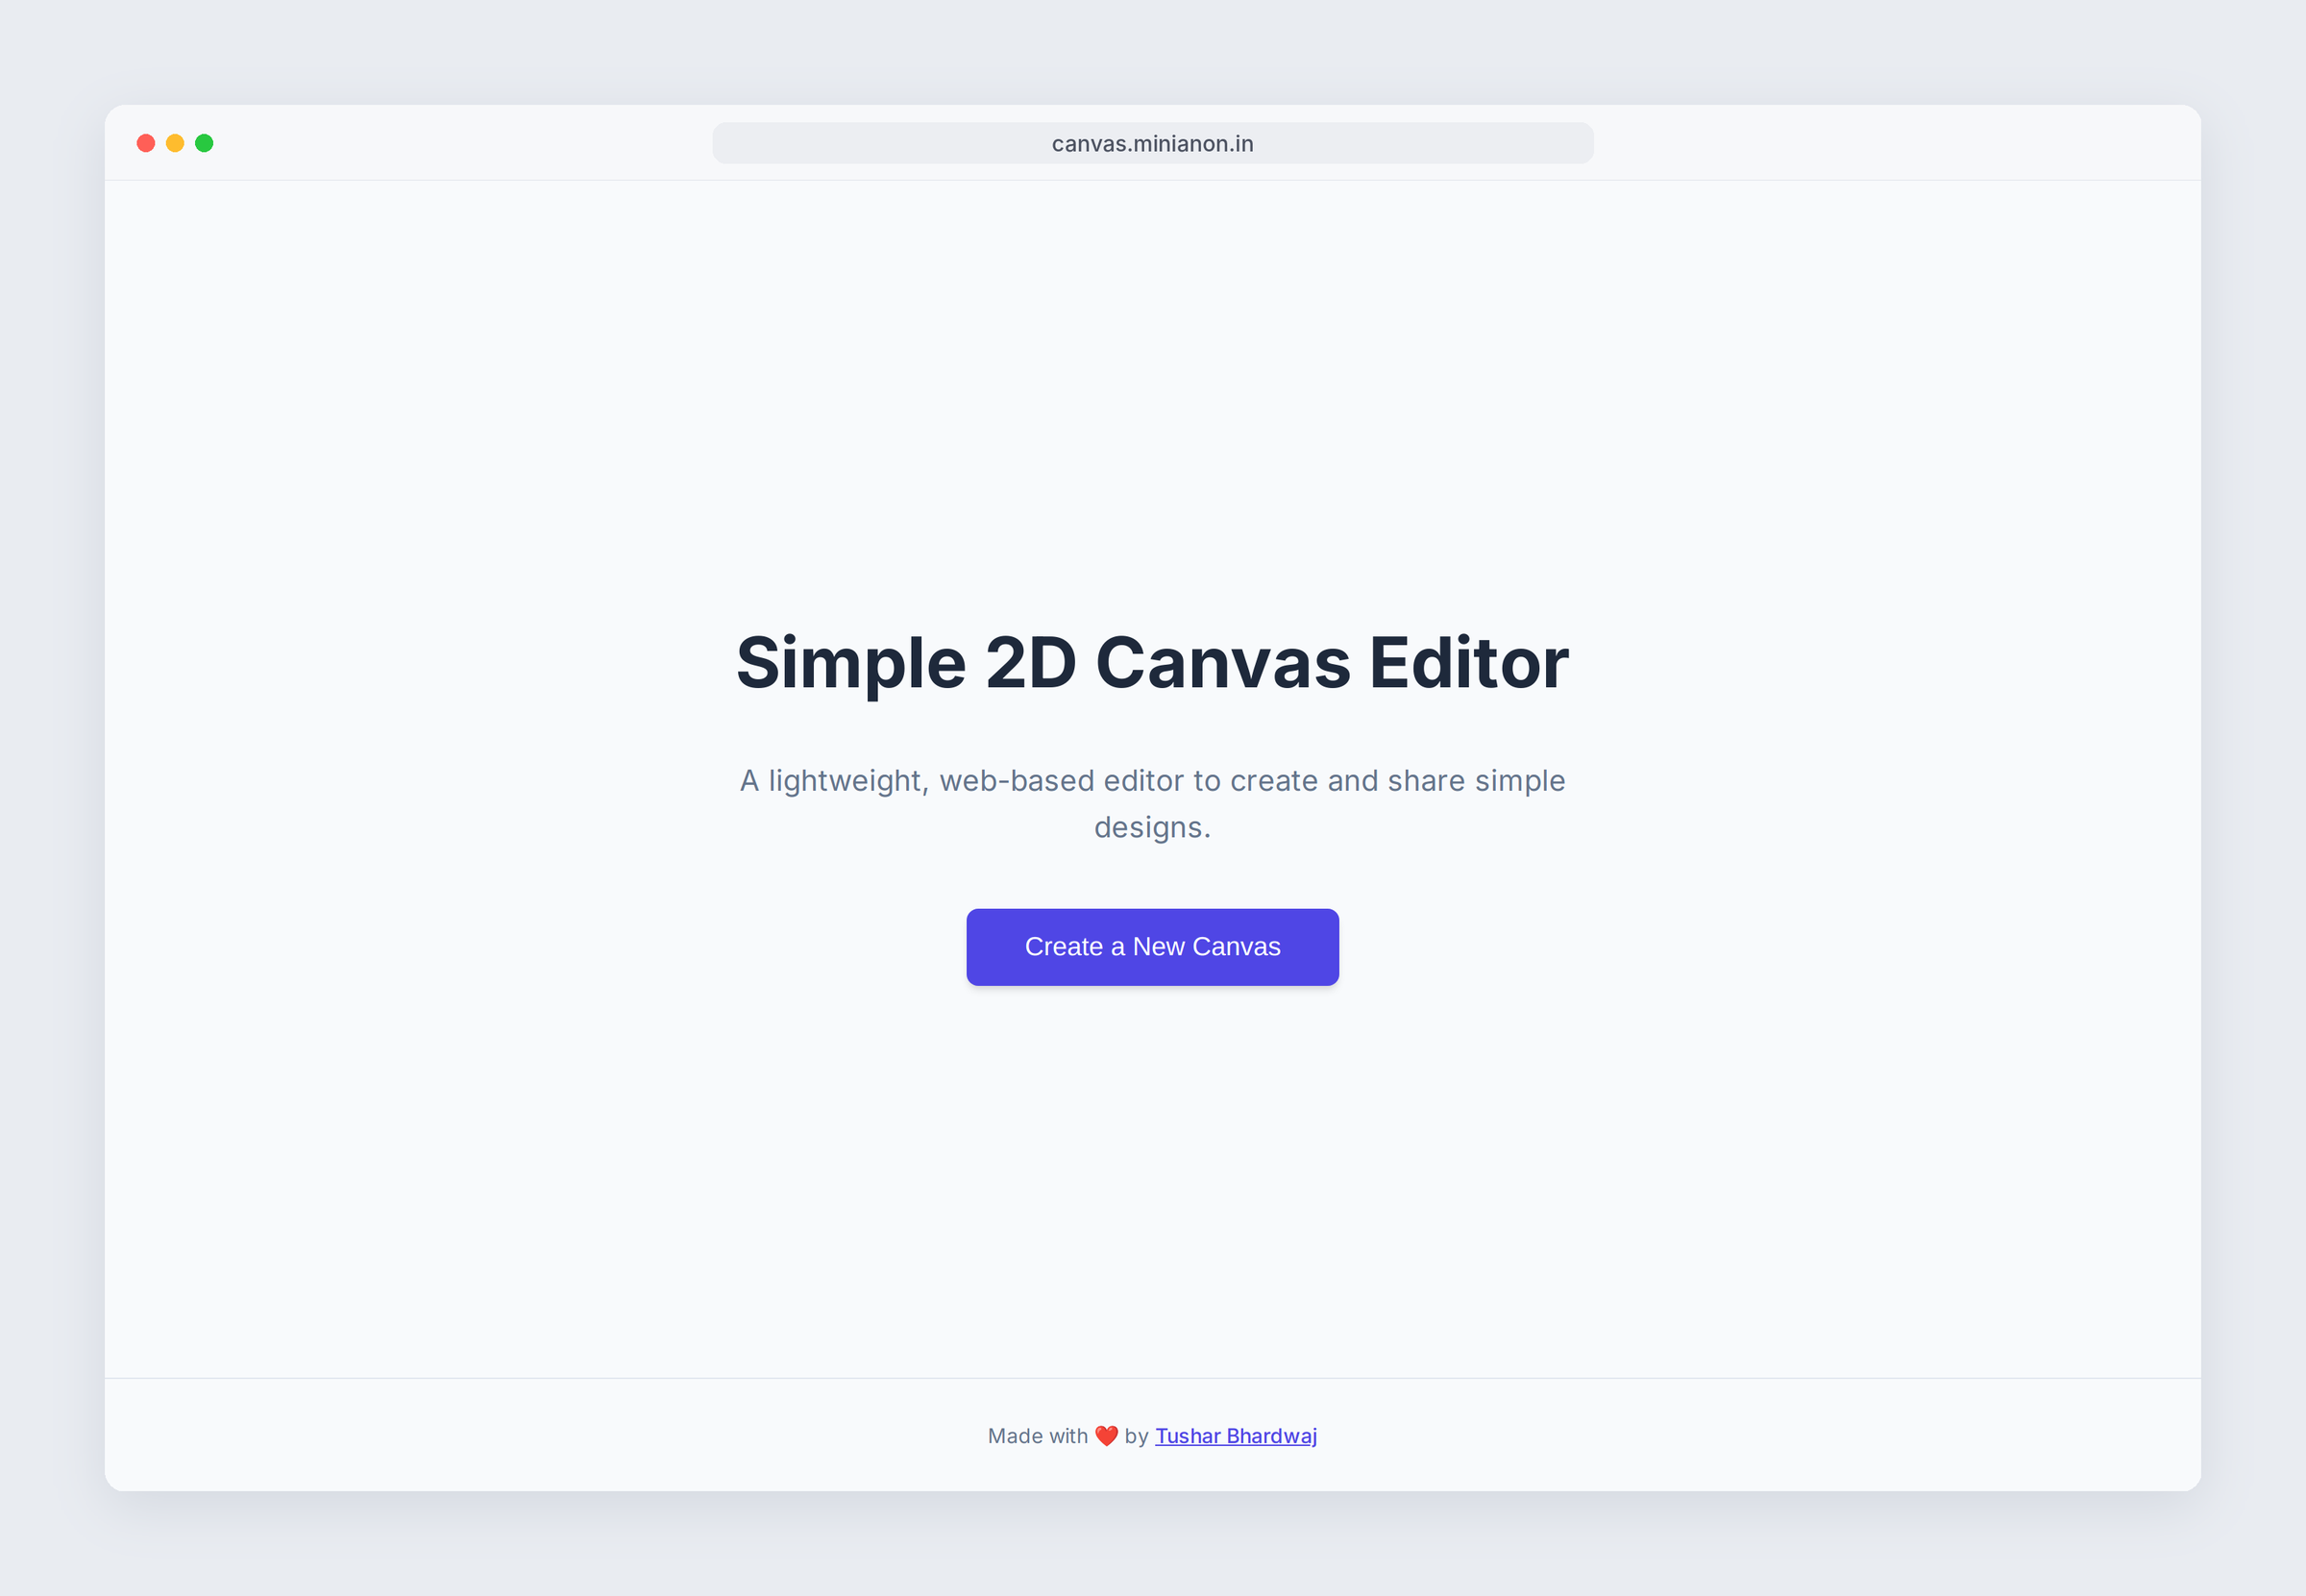 canvas.minianon.in
Simple 2D Canvas Editor
A lightweight, web-based editor to create and share simple
designs.
Create a New Canvas
Made with ❤️ by Tushar Bhardwaj